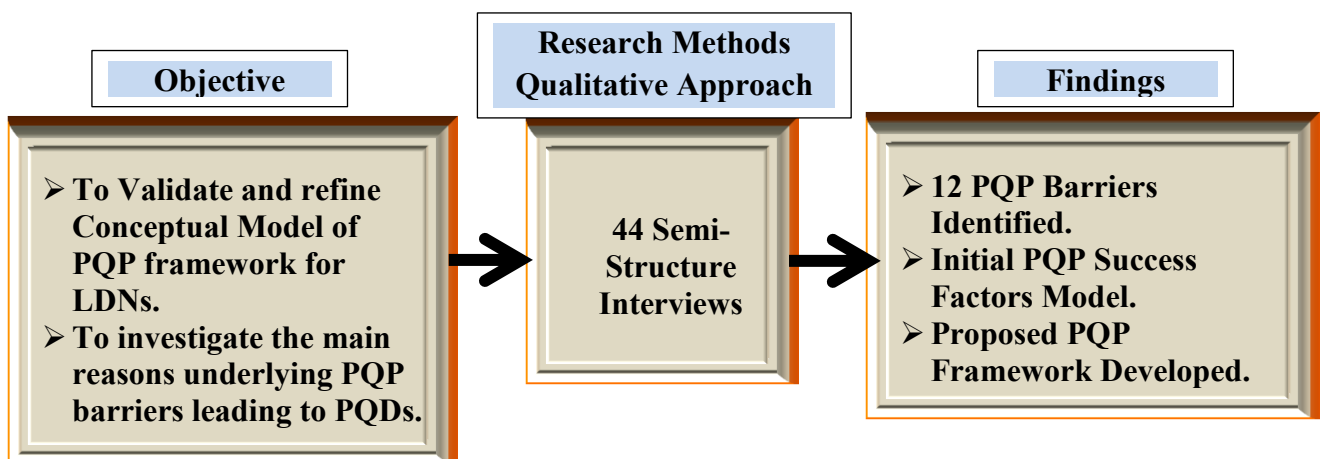 Objective
➢ To Validate and refine
Conceptual Model of
PQP framework for
LDNs.
➢ To investigate the main
reasons underlying PQP
barriers leading to PQDs.
Research Methods
Qualitative Approach
44 Semi-
Structure
Interviews
Findings
➢ 12 PQP Barriers
Identified.
➢ Initial PQP Success
Factors Model.
➢ Proposed PQP
Framework Developed.